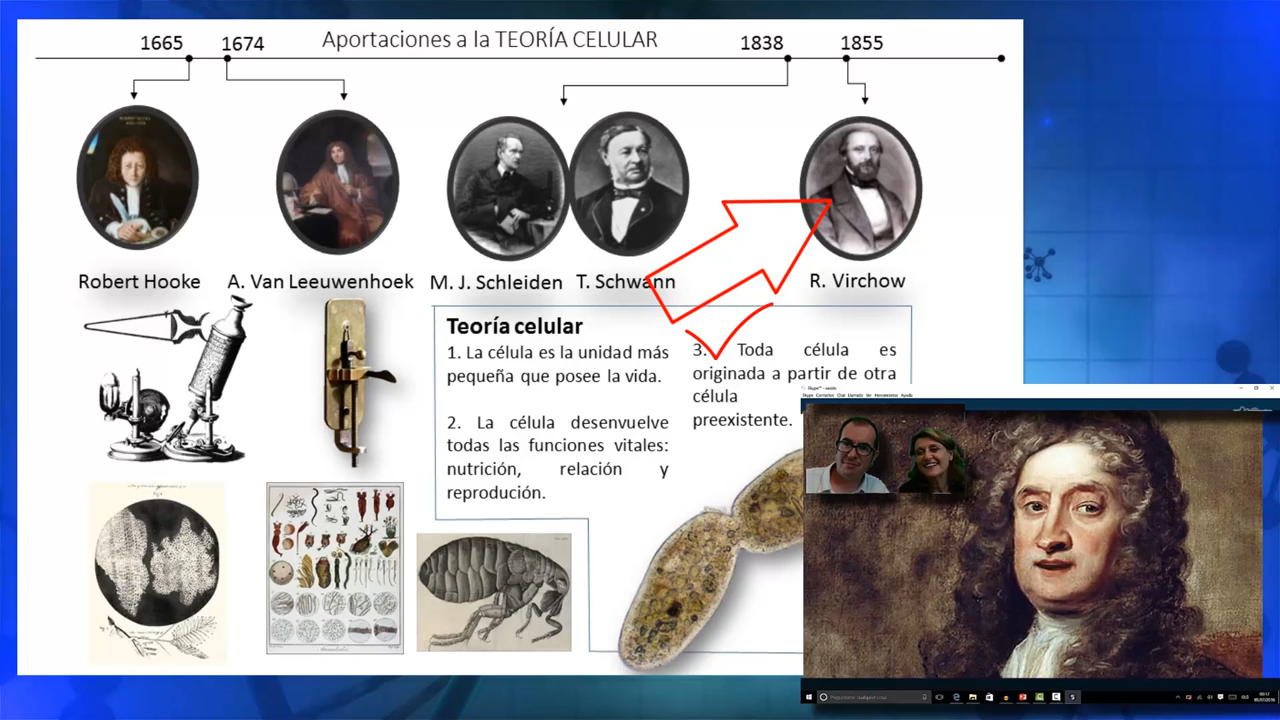 1665
1674
Aportaciones a la TEORÍA CELULAR
1838
1855
Robert Hooke
A. Van Leeuwenhoek
M. J. Schleiden
T. Schwann
R. Virchow
Teoría celular
1. La célula es la unidad más
pequeña que posee la vida.
2. La célula desenvuelve
todas las funciones vitales:
nutrición, relación y
reprodución.
3. Toda célula es
originada a partir de otra
célula
preexistente.